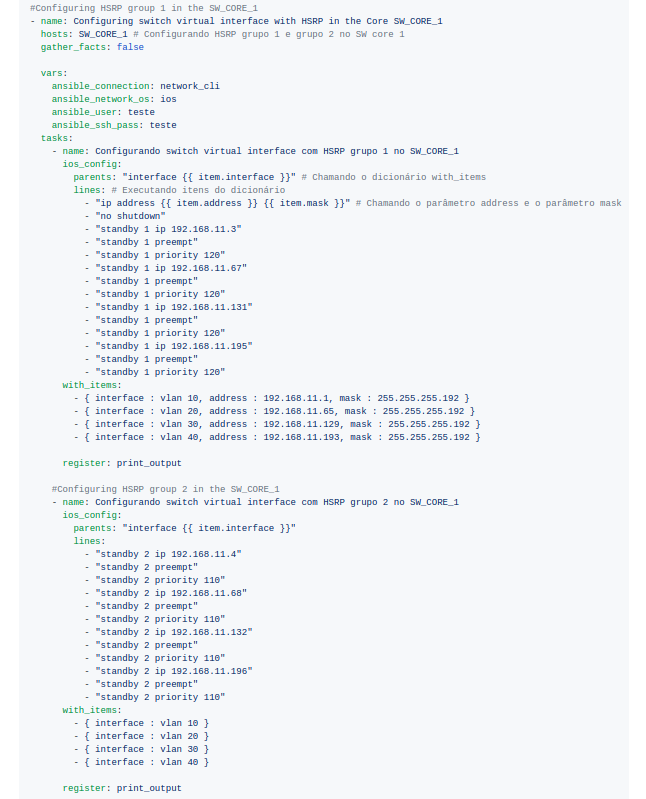 #Configuring HSRP group 1 in the SW_CORE_1
- name: Configuring switch virtual interface with HSRP in the Core SW_CORE_1
  hosts: SW_CORE_1 # Configurando HSRP grupo 1 e grupo 2 no SW core 1
  gather_facts: false

  vars:
    ansible_connection: network_cli
    ansible_network_os: ios
    ansible_user: teste
    ansible_ssh_pass: teste
  tasks:
    - name: Configurando switch virtual interface com HSRP grupo 1 no SW_CORE_1
      ios_config:
        parents: "interface {{ item.interface }}" # Chamando o dicionário with_items
        lines: # Executando itens do dicionário
          - "ip address {{ item.address }} {{ item.mask }}" # Chamando o parâmetro address e o parâmetro mask
          - "no shutdown"
          - "standby 1 ip 192.168.11.3"
          - "standby 1 preempt"
          - "standby 1 priority 120"
          - "standby 1 ip 192.168.11.67"
          - "standby 1 preempt"
          - "standby 1 priority 120"
          - "standby 1 ip 192.168.11.131"
          - "standby 1 preempt"
          - "standby 1 priority 120"
          - "standby 1 ip 192.168.11.195"
          - "standby 1 preempt"
          - "standby 1 priority 120"
      with_items:
        - { interface : vlan 10, address : 192.168.11.1, mask : 255.255.255.192 }
        - { interface : vlan 20, address : 192.168.11.65, mask : 255.255.255.192 }
        - { interface : vlan 30, address : 192.168.11.129, mask : 255.255.255.192 }
        - { interface : vlan 40, address : 192.168.11.193, mask : 255.255.255.192 }

      register: print_output

    #Configuring HSRP group 2 in the SW_CORE_1
    - name: Configurando switch virtual interface com HSRP grupo 2 no SW_CORE_1
      ios_config:
        parents: "interface {{ item.interface }}"
        lines:
          - "standby 2 ip 192.168.11.4"
          - "standby 2 preempt"
          - "standby 2 priority 110"
          - "standby 2 ip 192.168.11.68"
          - "standby 2 preempt"
          - "standby 2 priority 110"
          - "standby 2 ip 192.168.11.132"
          - "standby 2 preempt"
          - "standby 2 priority 110"
          - "standby 2 ip 192.168.11.196"
          - "standby 2 preempt"
          - "standby 2 priority 110"
      with_items:
        - { interface : vlan 10 }
        - { interface : vlan 20 }
        - { interface : vlan 30 }
        - { interface : vlan 40 }

      register: print_output